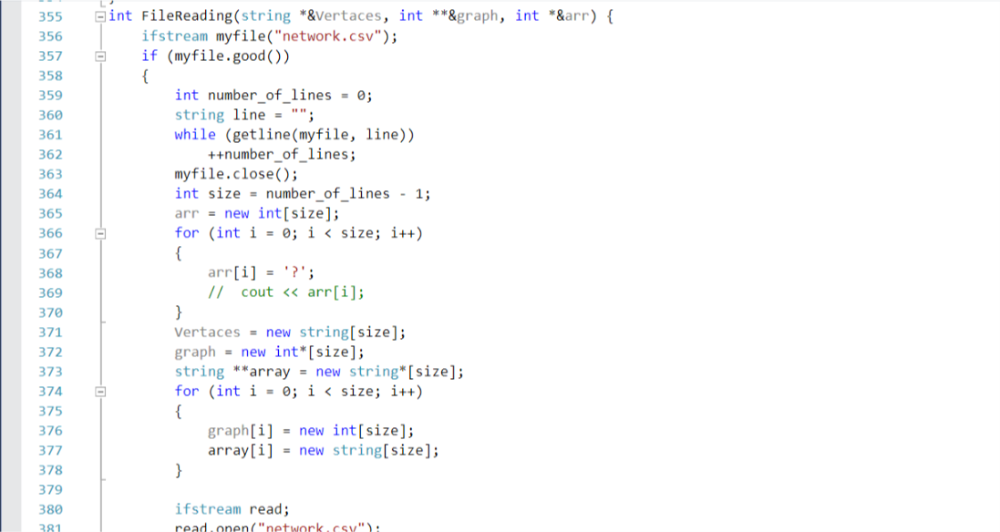 355 int FileReading(string *&Vertaces, int **&graph, int *&arr) {
356 ifstream myfile("network.csv");
357 if (myfile.good())
358 {
359 int number_of_lines = 0;
360 string line = "";
361 while (getline(myfile, line))
362 ++number_of_lines;
363 myfile.close();
364 int size = number_of_lines - 1;
365 arr = new int[size];
366 for (int i = 0; i < size; i++)
367 {
368 arr[i] = '?';
369 // cout << arr[i];
370 }
371 Vertaces = new string[size];
372 graph = new int*[size];
373 string **array = new string*[size];
374 for (int i = 0; i < size; i++)
375 {
376 graph[i] = new int[size];
377 array[i] = new string[size];
378 }
379
380 ifstream read;
381 read.open("network.csv");